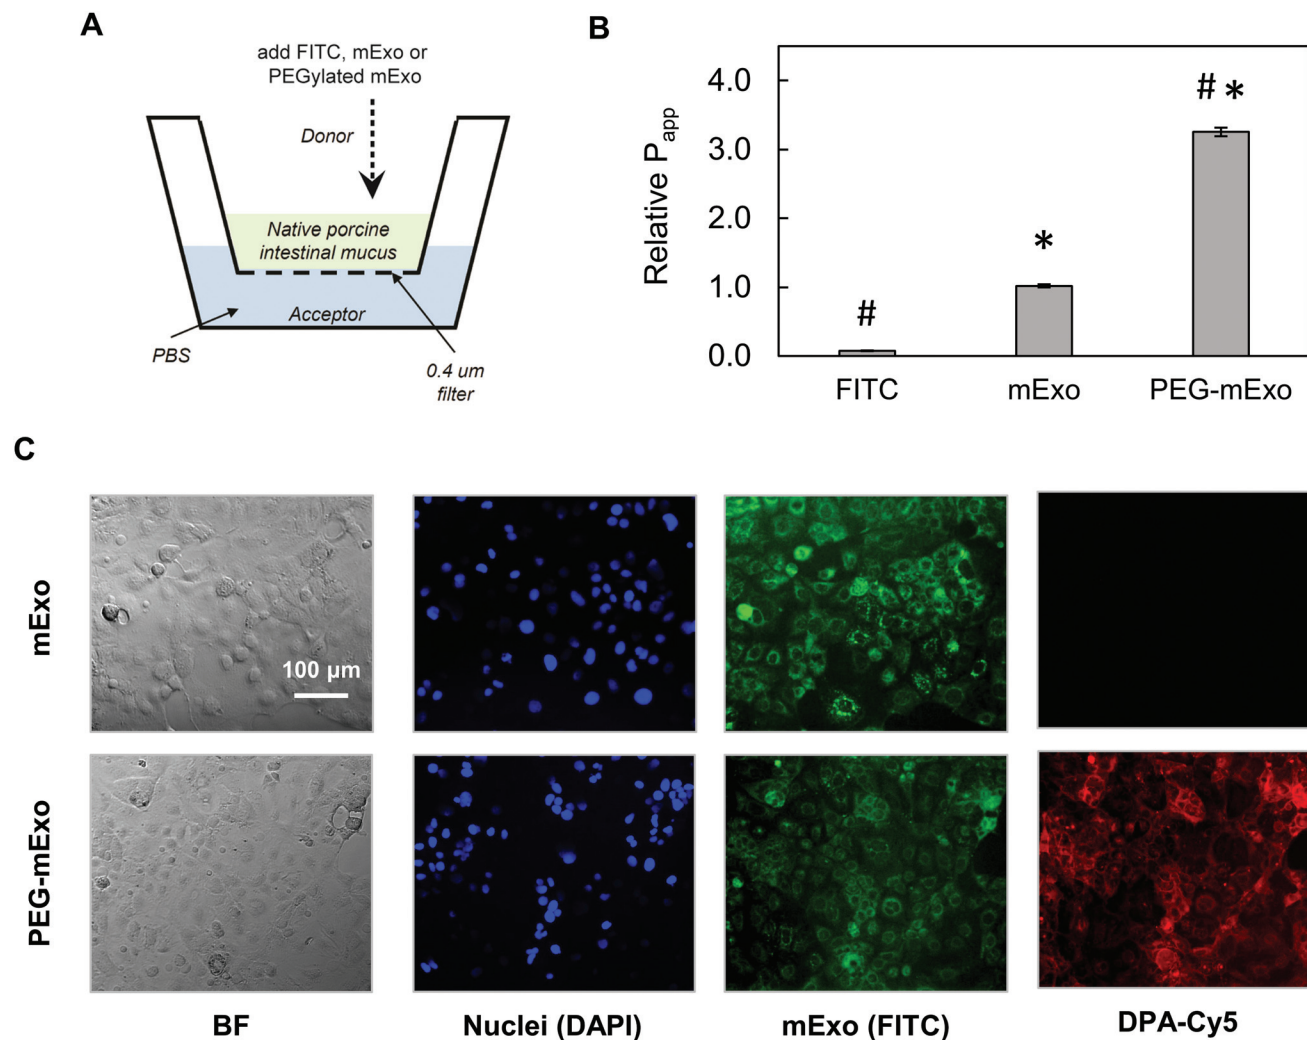 A
add FITC, mExo or
PEGylated mExo
Donor
Native porcine
intestinal mucus
Acceptor
PBS
0.4 um
filter
B
Relative Papp
4.0
3.0
2.0
1.0
0.0
#
*
# *
FITC
mExo
PEG-mExo
C
mExo
100 µm
PEG-mExo
BF
Nuclei (DAPI)
mExo (FITC)
DPA-Cy5